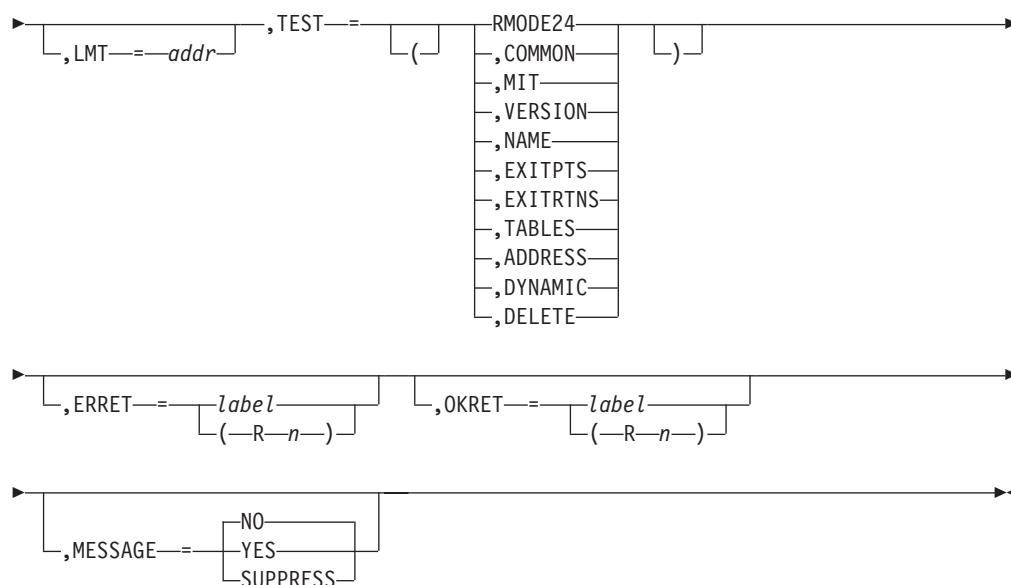 ,LMT = addr ,TEST = ( RMODE24 )
,COMMON
,MIT
,VERSION
,NAME
,EXITPTS
,EXITRTNS
,TABLES
,ADDRESS
,DYNAMIC
,DELETE
,ERRET = label ,OKRET = label
( R n ) ( R n )
,MESSAGE = NO
YES
SUPPRESS